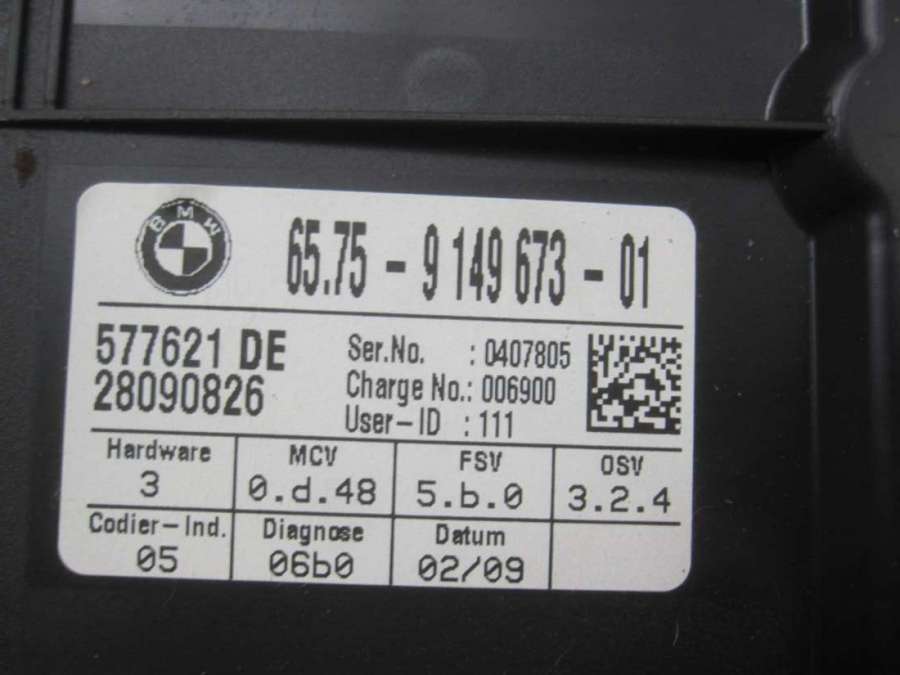 BMW
65.75 - 9 149 673 - 01
577621 DE
28090826
Ser.No. : 0407805
Charge No.: 006900
User-ID : 111
Hardware MCV FSV OSV
3 0.d.48 5.b.0 3.2.4
Codier-Ind. Diagnose Datum
05 06b0 02/09